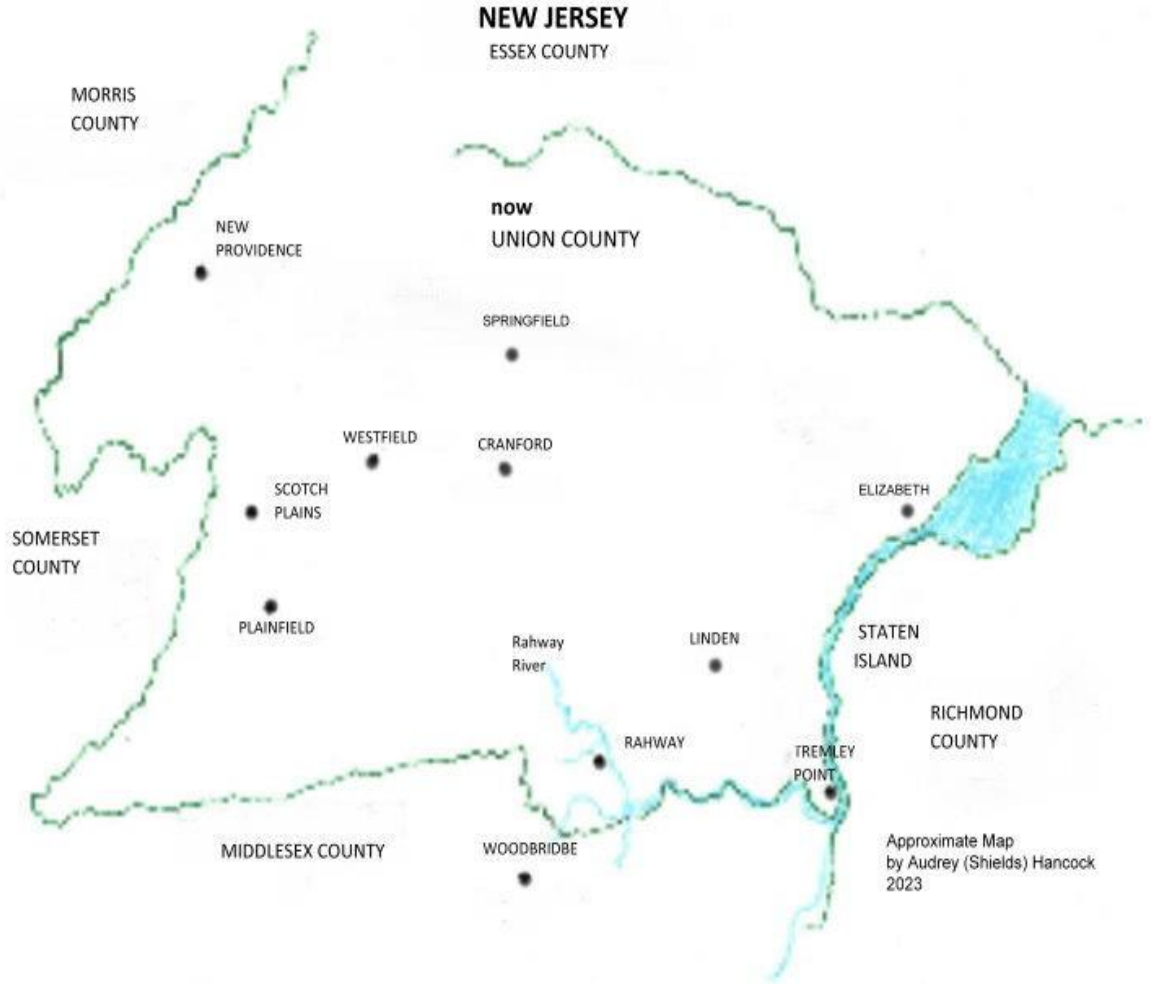 NEW JERSEY
ESSEX COUNTY
MORRIS
COUNTY
now
UNION COUNTY
NEW
PROVIDENCE
SPRINGFIELD
WESTFIELD
CRANFORD
SCOTCH
PLAINS
ELIZABETH
SOMERSET
COUNTY
PLAINFIELD
Rahway
River
LINDEN
STATEN
ISLAND
RICHMOND
COUNTY
RAHWAY
TREMLEY
POINT
MIDDLESEX COUNTY
WOODBRIDBE
Approximate Map
by Audrey (Shields) Hancock
2023